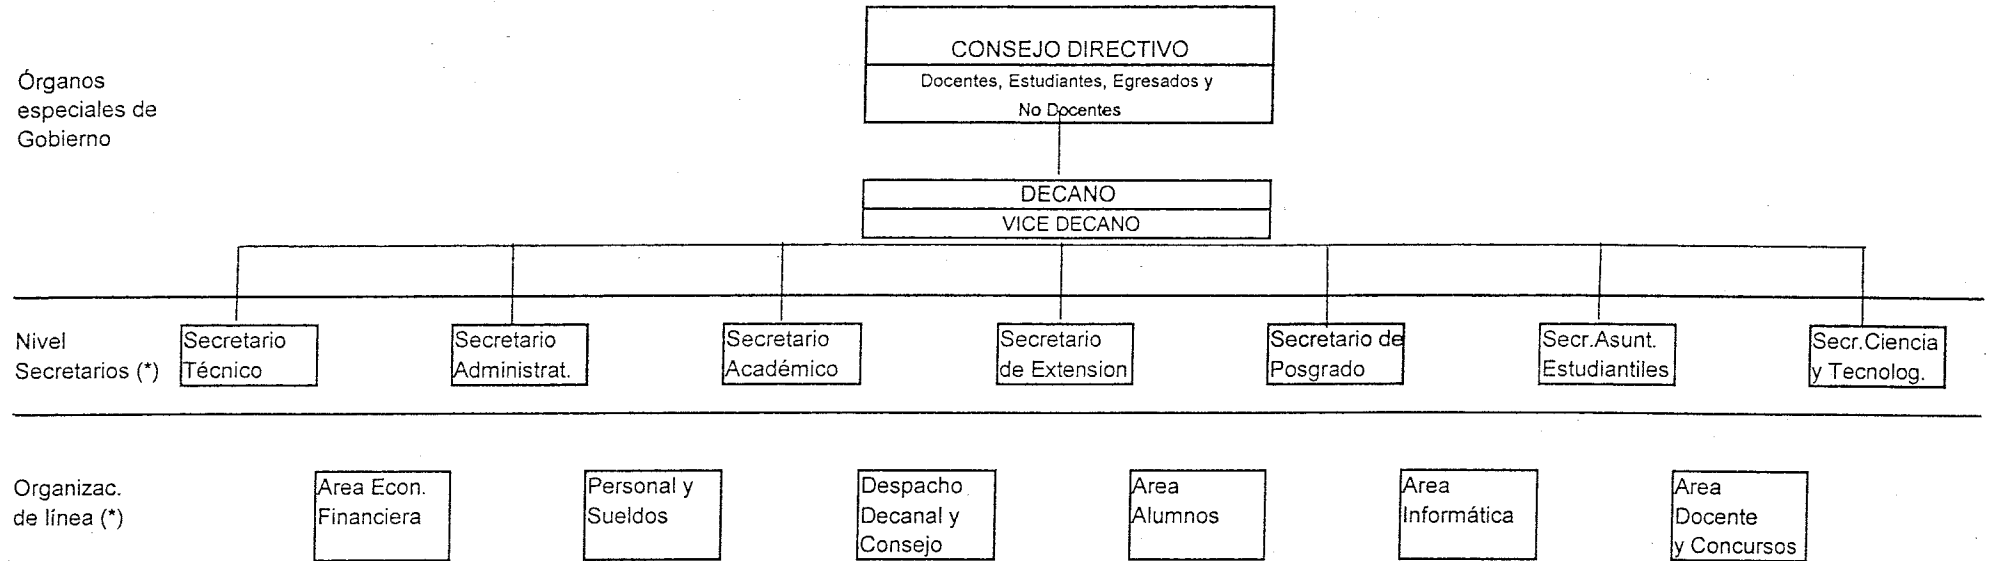 CONSEJO DIRECTIVO
Docentes, Estudiantes, Egresados y
No Docentes
Órganos
especiales de
Gobierno
DECANO
VICE DECANO
Nivel
Secretarios (*)
Secretario
Técnico
Secretario
Administrat.
Secretario
Académico
Secretario
de Extension
Secretario de
Posgrado
Secr.Asunt.
Estudiantiles
Secr.Ciencia
y Tecnolog.
Organizac.
de línea (*)
Area Econ.
Financiera
Personal y
Sueldos
Despacho
Decanal y
Consejo
Area
Alumnos
Area
Informática
Area
Docente
y Concursos